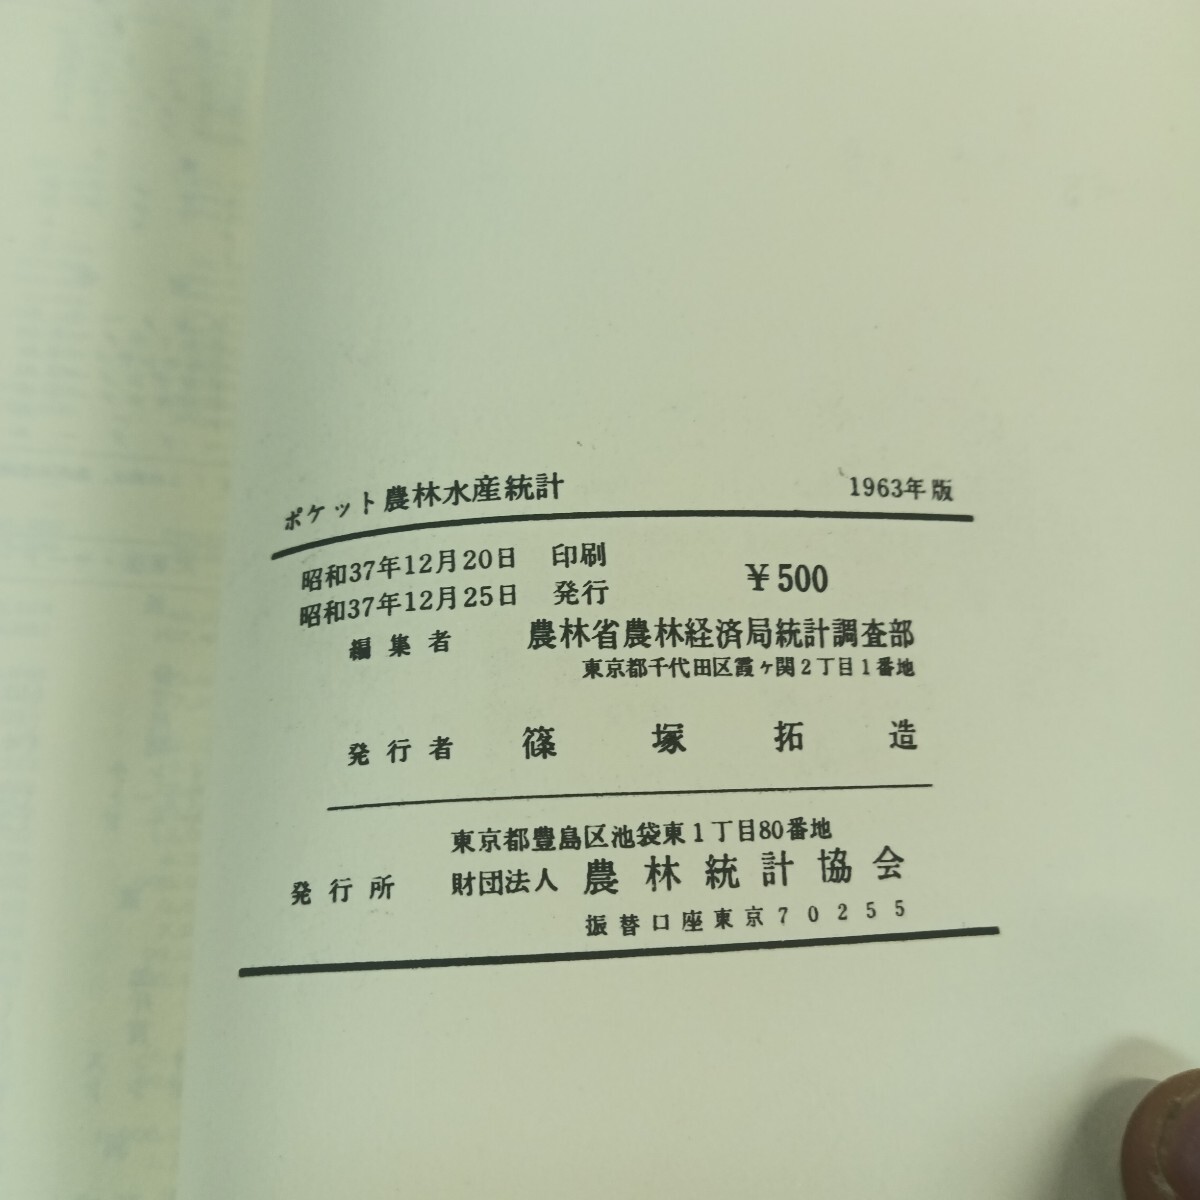 ポケット農林水産統計 1963年版
昭和37年12月20日 印刷
昭和37年12月25日 発行 ¥500
編集者 農林省農林経済局統計調査部
東京都千代田区霞ヶ関2丁目1番地
発行者 篠塚拓造
東京都豊島区池袋東1丁目80番地
発行所 財団法人 農林統計協会
振替口座東京70255